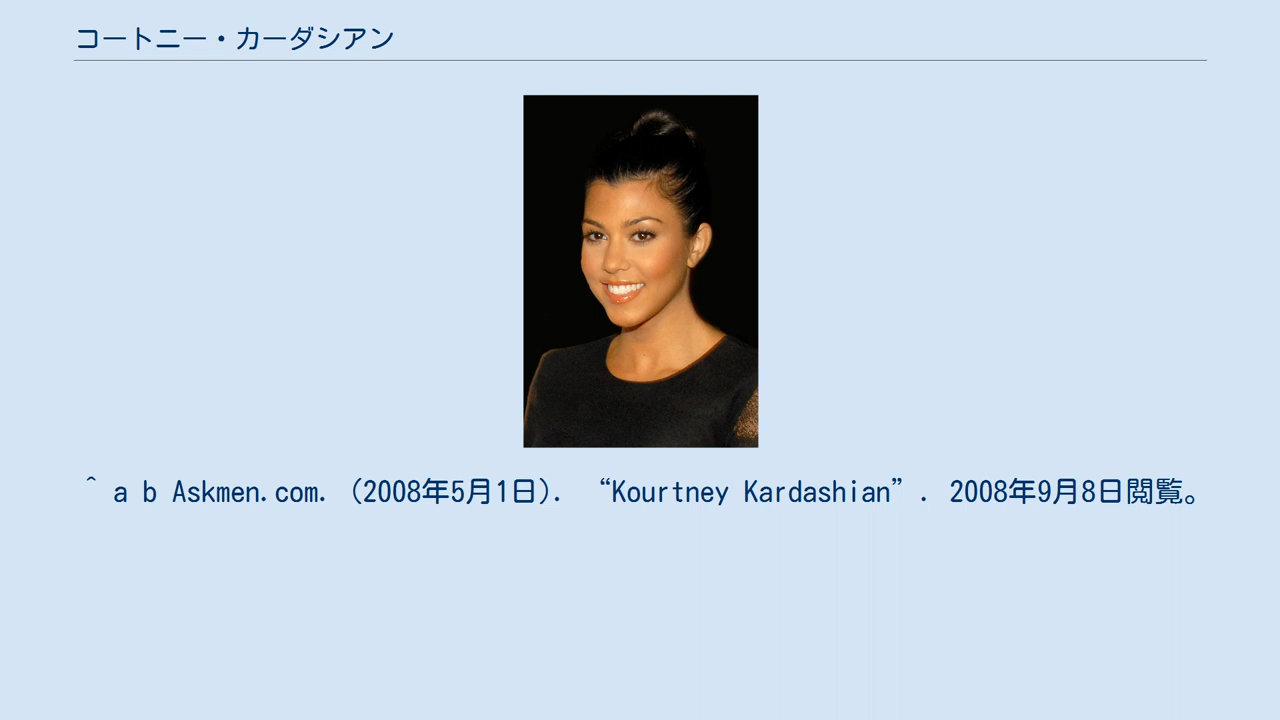 コートニー・カーダシアン
^ a b Askmen.com. (2008年5月1日). “Kourtney Kardashian”. 2008年9月8日閲覧。